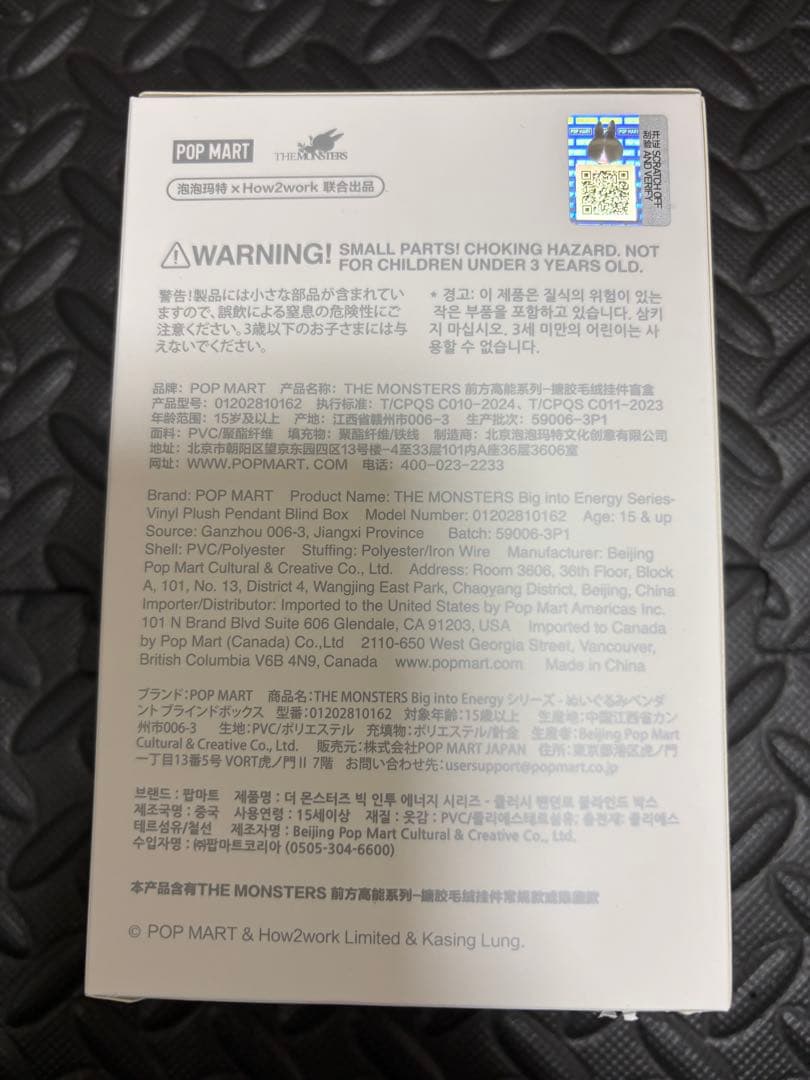 POP MART THE MONSTERS
泡泡玛特 × How2work 联合出品
POP MART POP MART
开证 SCRATCH OFF
刮验 AND VERIFY
WARNING! SMALL PARTS! CHOKING HAZARD. NOT
FOR CHILDREN UNDER 3 YEARS OLD.
警告!製品には小さな部品が含まれてい
ますので、誤飲による窒息の危険性にご
注意ください。3歳以下のお子さまには与
えないでください。
* 경고: 이 제품은 질식의 위험이 있는
작은 부품을 포함하고 있습니다. 삼키
지 마십시오. 3세 미만의 어린이는 사
용할 수 없습니다.
品牌: POP MART 产品名称: THE MONSTERS 前方高能系列-搪胶毛绒挂件盲盒
产品型号: 01202810162 执行标准: T/CPQS C010-2024、T/CPQS C011-2023
年龄范围: 15岁及以上 产地: 江西省赣州市006-3 生产批次: 59006-3P1
面料: PVC/聚酯纤维 填充物: 聚酯纤维/铁线 制造商: 北京泡泡玛特文化创意有限公司
地址: 北京市朝阳区望京东园四区13号楼-4至33层101内A座36层3606室
网址: WWW.POPMART.COM 电话: 400-023-2233
Brand: POP MART Product Name: THE MONSTERS Big into Energy Series-
Vinyl Plush Pendant Blind Box Model Number: 01202810162 Age: 15 & up
Source: Ganzhou 006-3, Jiangxi Province Batch: 59006-3P1
Shell: PVC/Polyester Stuffing: Polyester/Iron Wire Manufacturer: Beijing
Pop Mart Cultural & Creative Co., Ltd. Address: Room 3606, 36th Floor, Block
A, 101, No. 13, District 4, Wangjing East Park, Chaoyang District, Beijing, China
Importer/Distributor: Imported to the United States by Pop Mart Americas Inc.
101 N Brand Blvd Suite 606 Glendale, CA 91203, USA Imported to Canada
by Pop Mart (Canada) Co.,Ltd 2110-650 West Georgia Street, Vancouver,
British Columbia V6B 4N9, Canada www.popmart.com Made in China
ブランド:POP MART 商品名:THE MONSTERS Big into Energy シリーズ - ぬいぐるみペンダ
ント ブラインドボックス 型番:01202810162 対象年齢:15歳以上 生産地:中国江西省カン
州市006-3 生地:PVC/ポリエステル 充填物:ポリエステル/針金 生産者:Beijing Pop Mart
Cultural & Creative Co., Ltd. 販売元:株式会社POP MART JAPAN 住所:東京都港区虎ノ門
一丁目13番5号 VORT虎ノ門Ⅱ 7階 お問い合わせ先:usersupport@popmart.co.jp
브랜드 : 팝마트 제품명 : 더 몬스터즈 빅 인투 에너지 시리즈 - 플러시 팬던트 블라인드 박스
제조국명 : 중국 사용연령 : 15세이상 재질 : 겉감 : PVC/폴리에스테르섬유; 충전재: 폴리에스
테르섬유/철선 제조자명 : Beijing Pop Mart Cultural & Creative Co., Ltd.
수입자명 : ㈜팝마트코리아 (0505-304-6600)
本产品含有THE MONSTERS 前方高能系列-搪胶毛绒挂件常规款或隐藏款
© POP MART & How2work Limited & Kasing Lung.